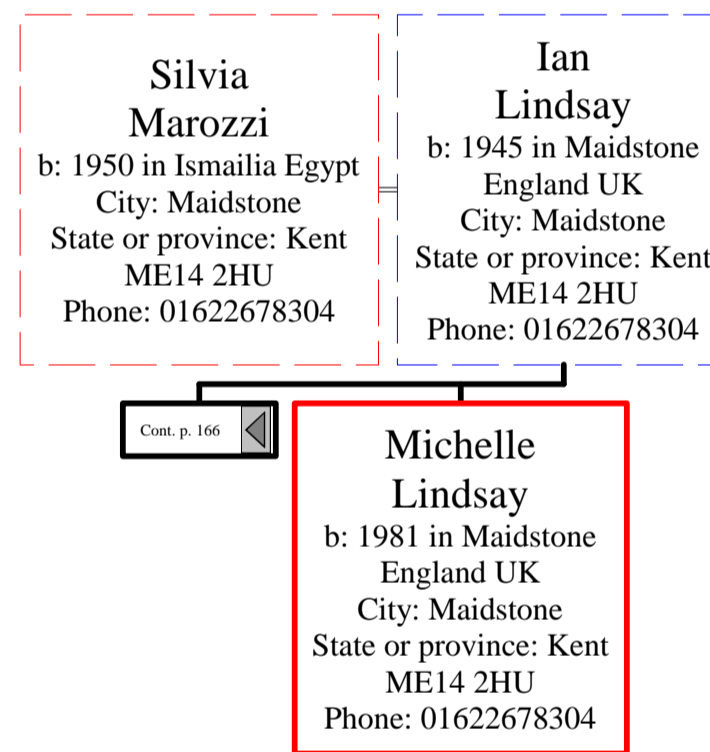 Silvia
Marozzi
b: 1950 in Ismailia Egypt
City: Maidstone
State or province: Kent
ME14 2HU
Phone: 01622678304
Ian
Lindsay
b: 1945 in Maidstone
England UK
City: Maidstone
State or province: Kent
ME14 2HU
Phone: 01622678304
Cont. p. 166
Michelle
Lindsay
b: 1981 in Maidstone
England UK
City: Maidstone
State or province: Kent
ME14 2HU
Phone: 01622678304